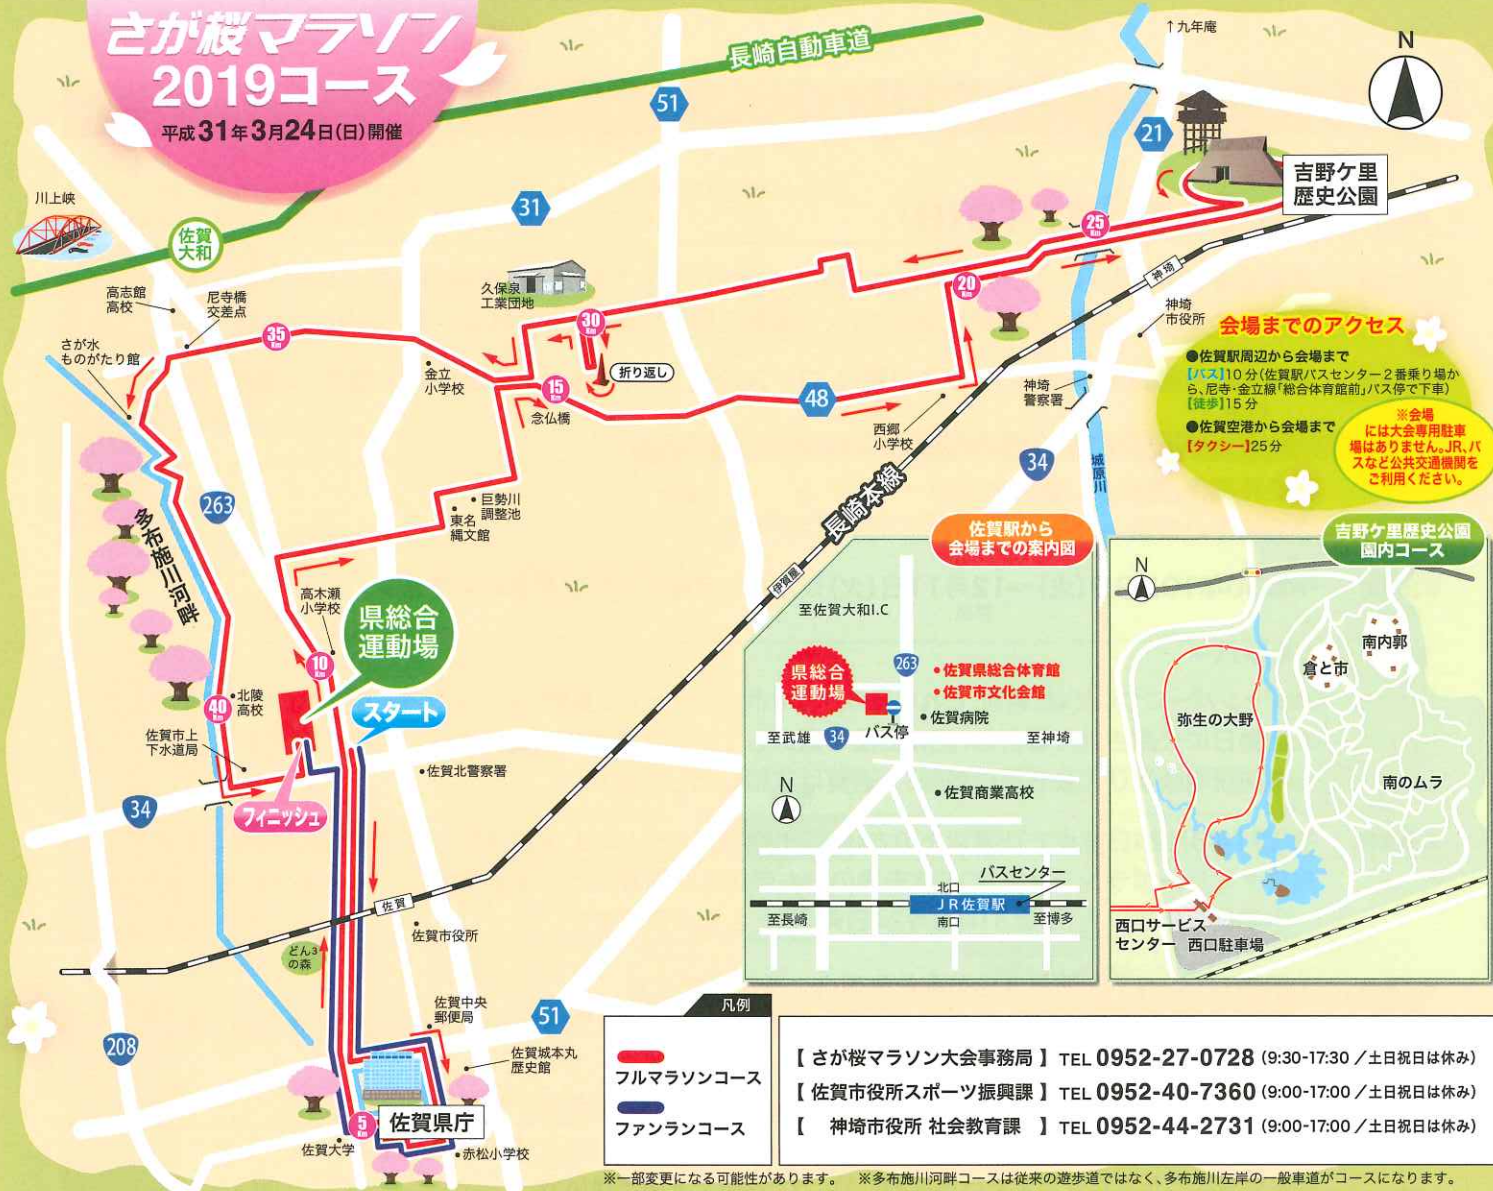 さが桜マラソン
2019コース
平成31年3月24日(日)開催
長崎自動車道
↑九年庵
N
51
21
吉野ケ里
歴史公園
川上峡
佐賀
大和
31
高志館
高校
尼寺橋
交差点
久保泉
工業団地
25Km
20Km
神埼
神埼
市役所
さが水
ものがたり館
35Km
30Km
折り返し
金立
小学校
15Km
念仏橋
48
西郷
小学校
神埼
警察署
34
城原川
会場までのアクセス
●佐賀駅周辺から会場まで
【バス】10分(佐賀駅バスセンター2番乗り場か
ら、尼寺・金立線「総合体育館前」バス停で下車)
【徒歩】15分
●佐賀空港から会場まで
【タクシー】25分
※会場
には大会専用駐車
場はありません。JR、バ
スなど公共交通機関を
ご利用ください。
263
多布施川河畔
巨勢川
調整池
東名
縄文館
長崎本線
伊賀屋
高木瀬
小学校
県総合
運動場
10Km
スタート
40Km
北陵
高校
佐賀市上
下水道局
佐賀北警察署
34
フィニッシュ
佐賀
佐賀市役所
どん3
の森
208
佐賀中央
郵便局
51
佐賀城本丸
歴史館
佐賀県庁
5Km
佐賀大学
赤松小学校
佐賀駅から
会場までの案内図
至佐賀大和I.C
県総合
運動場
263
●佐賀県総合体育館
●佐賀市文化会館
●佐賀病院
至武雄
34
バス停
至神埼
N
●佐賀商業高校
バスセンター
北口
JR佐賀駅
南口
至長崎
至博多
吉野ケ里歴史公園
園内コース
N
南内郭
倉と市
弥生の大野
南のムラ
西口サービス
センター
西口駐車場
凡例
フルマラソンコース
ファンランコース
【 さが桜マラソン大会事務局 】 TEL 0952-27-0728 (9:30-17:30/土日祝日は休み)
【 佐賀市役所スポーツ振興課 】 TEL 0952-40-7360 (9:00-17:00/土日祝日は休み)
【 神埼市役所 社会教育課 】 TEL 0952-44-2731 (9:00-17:00/土日祝日は休み)
※一部変更になる可能性があります。 ※多布施川河畔コースは従来の遊歩道ではなく、多布施川左岸の一般車道がコースになります。